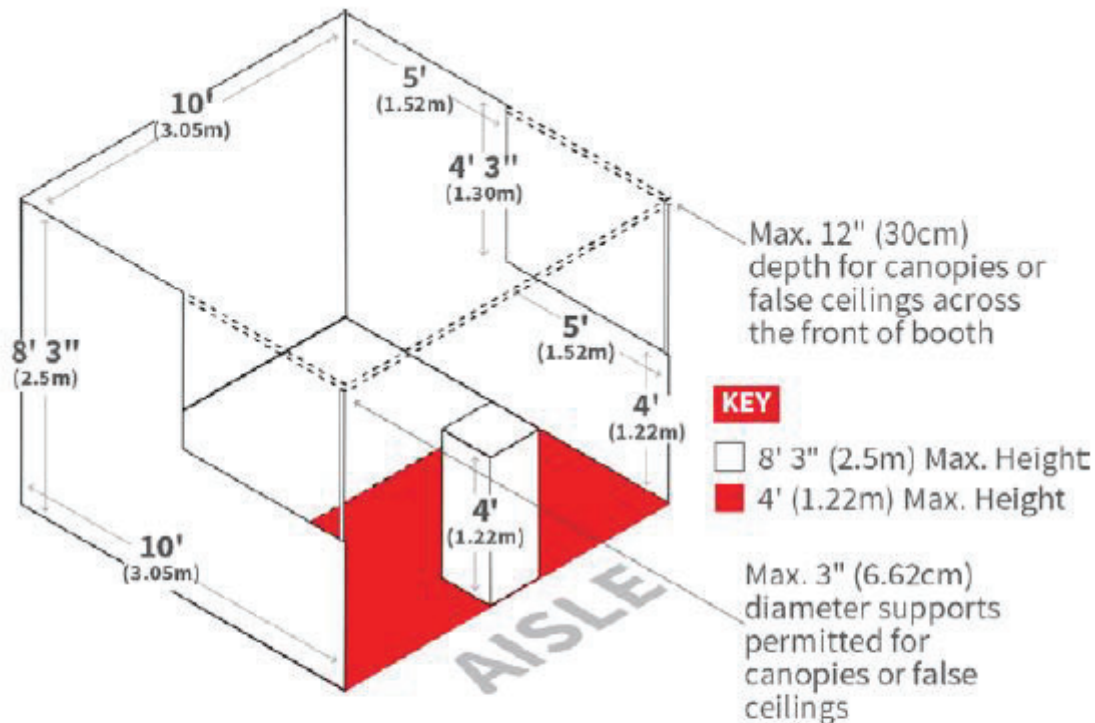 10'
(3.05m)
5'
(1.52m)
4' 3"
(1.30m)
Max. 12" (30cm)
depth for canopies or
false ceilings across
the front of booth
8' 3"
(2.5m)
5'
(1.52m)
4'
(1.22m)
KEY
8' 3" (2.5m) Max. Height
4' (1.22m) Max. Height
4'
(1.22m)
10'
(3.05m)
AISLE
Max. 3" (6.62cm)
diameter supports
permitted for
canopies or false
ceilings